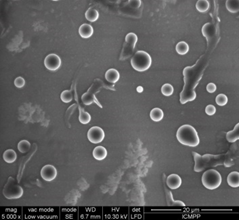 mag vac mode mode WD HV det 20 µm
5 000 x Low vacuum SE 6.7 mm 10.30 kV LFD ICMPP